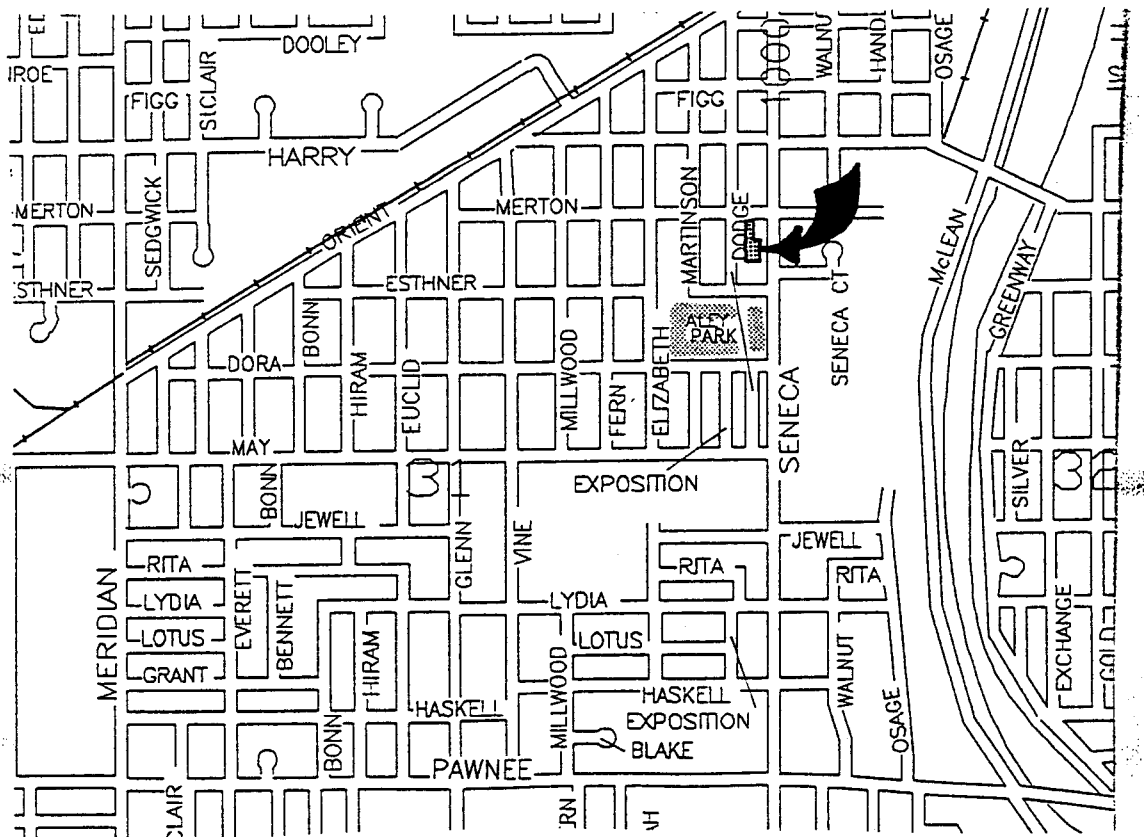 DOOLEY
WALNU
HAND
OSAGE
SICLAIR
FIGG
FIGG
HARRY
MERTON
SEDGWICK
ORIENT
MERTON
MARTINSON
DODGE
McLEAN
GREENWAY
STHNER
ESTHNER
SENECA CT
ALEY
PARK
BONN
DORA
HIRAM
EUCLID
MILLWOOD
FERN
ELIZABETH
SENECA
MAY
EXPOSITION
SILVER
BONN
JEWELL
GLENN
VINE
JEWELL
RITA
RITA
RITA
MERIDIAN
LYDIA
EVERETT
BENNETT
LYDIA
LOTUS
HIRAM
LOTUS
WALNUT
EXCHANGE
GOLD
GRANT
MILLWOOD
HASKELL
HASKELL
EXPOSITION
OSAGE
BONN
BLAKE
PAWNEE
CLAIR